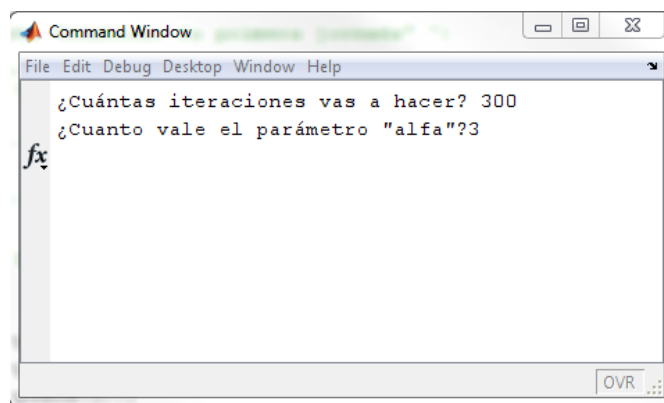 Command Window
File Edit Debug Desktop Window Help
¿Cuántas iteraciones vas a hacer? 300
¿Cuanto vale el parámetro "alfa"?3
fx
OVR